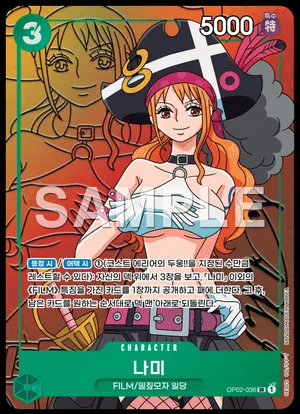 3
5000
특수
特
SAMPLE
등장 시 / 어택 시 ①(코스트 에리어의 두웅!!을 지정된 수만큼
레스트할 수 있다): 자신의 덱 위에서 3장을 보고, 「나미」 이외의
《FILM》 특징을 가진 카드를 1장까지 공개하고 패에 더한다. 그 후,
남은 카드를 원하는 순서대로 덱 맨 아래로 되돌린다.
CHARACTER
나미
FILM/밀짚모자 일당
OP02-036
1